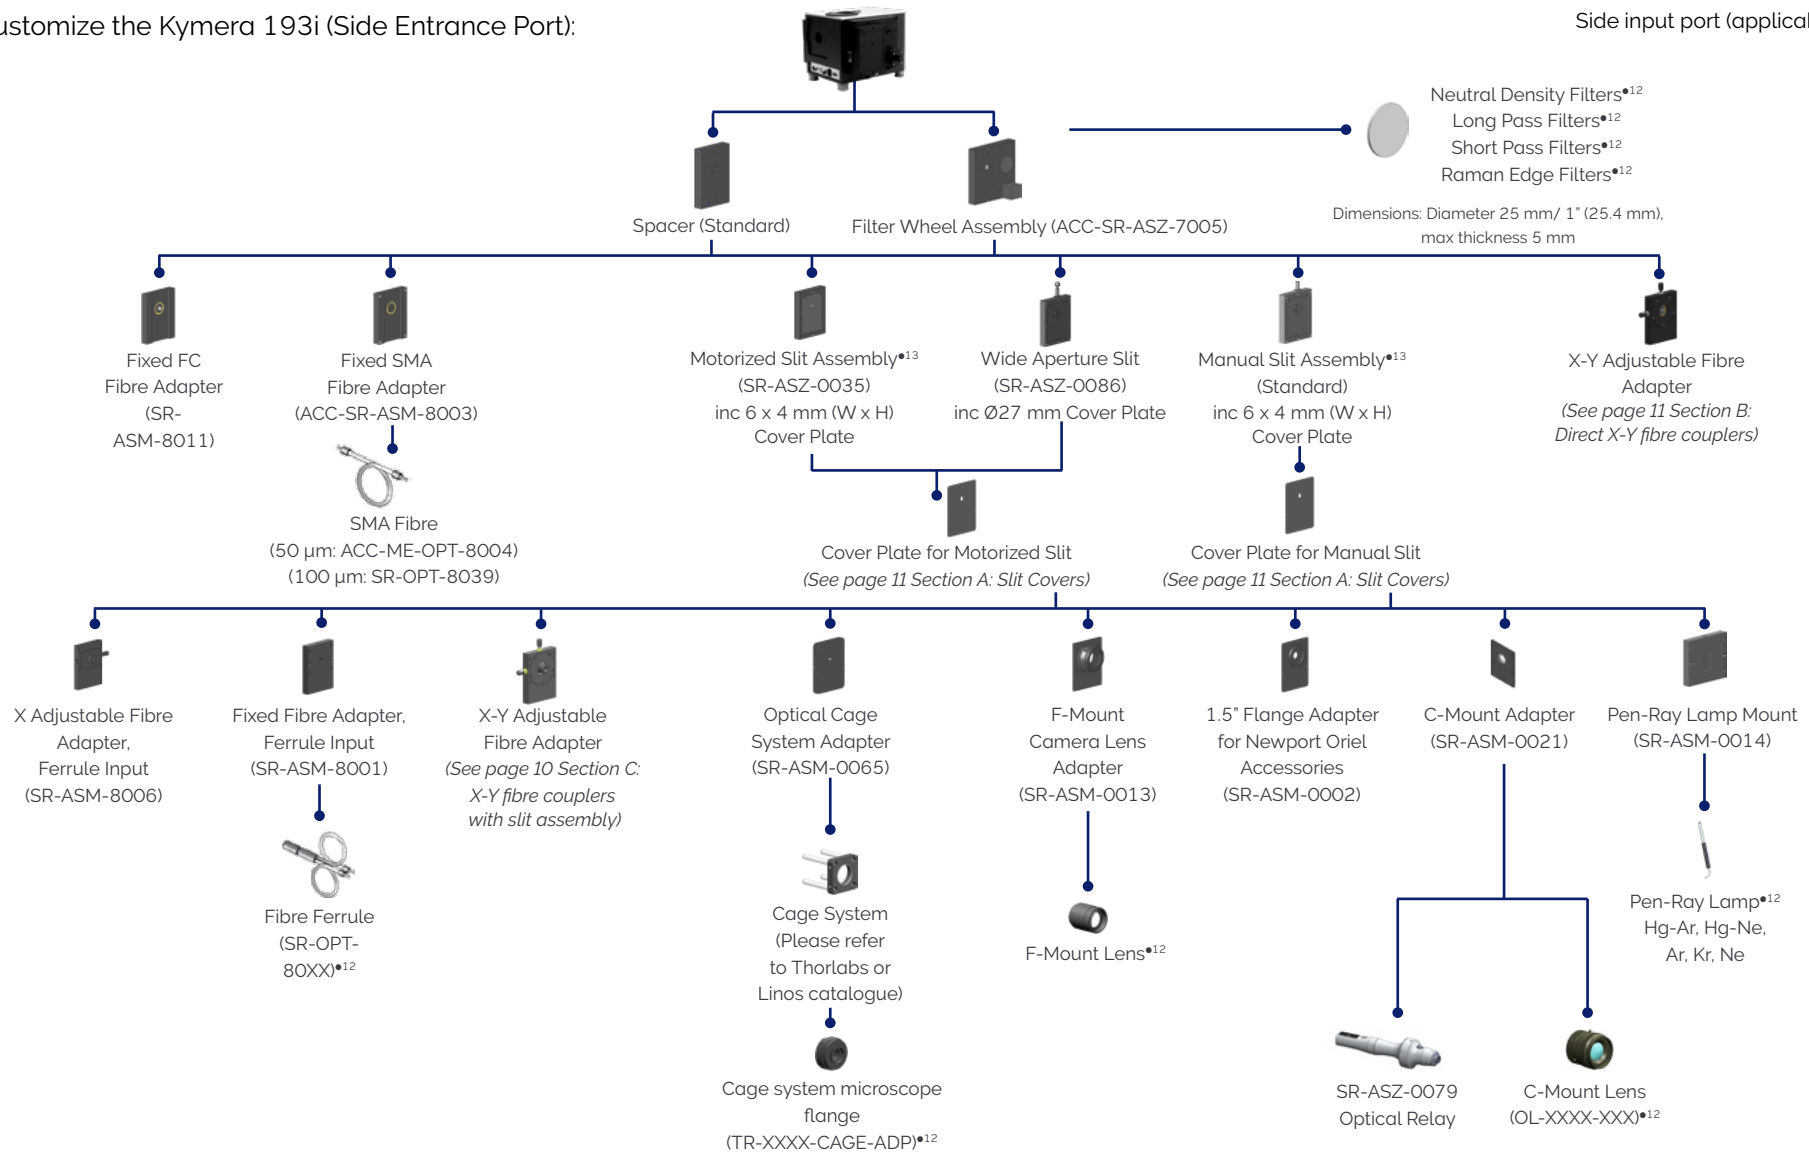 ustomize the Kymera 193i (Side Entrance Port):
Side input port (applical
Neutral Density Filters●12
Long Pass Filters●12
Short Pass Filters●12
Raman Edge Filters●12
Dimensions: Diameter 25 mm/ 1" (25.4 mm),
max thickness 5 mm
Spacer (Standard)
Filter Wheel Assembly (ACC-SR-ASZ-7005)
Fixed FC
Fibre Adapter
(SR-
ASM-8011)
Fixed SMA
Fibre Adapter
(ACC-SR-ASM-8003)
SMA Fibre
(50 µm: ACC-ME-OPT-8004)
(100 µm: SR-OPT-8039)
Motorized Slit Assembly●13
(SR-ASZ-0035)
inc 6 x 4 mm (W x H)
Cover Plate
Wide Aperture Slit
(SR-ASZ-0086)
inc Ø27 mm Cover Plate
Manual Slit Assembly●13
(Standard)
inc 6 x 4 mm (W x H)
Cover Plate
X-Y Adjustable Fibre
Adapter
(See page 11 Section B:
Direct X-Y fibre couplers)
Cover Plate for Motorized Slit
(See page 11 Section A: Slit Covers)
Cover Plate for Manual Slit
(See page 11 Section A: Slit Covers)
X Adjustable Fibre
Adapter,
Ferrule Input
(SR-ASM-8006)
Fixed Fibre Adapter,
Ferrule Input
(SR-ASM-8001)
Fibre Ferrule
(SR-OPT-
80XX)●12
X-Y Adjustable
Fibre Adapter
(See page 10 Section C:
X-Y fibre couplers
with slit assembly)
Optical Cage
System Adapter
(SR-ASM-0065)
Cage System
(Please refer
to Thorlabs or
Linos catalogue)
Cage system microscope
flange
(TR-XXXX-CAGE-ADP)●12
F-Mount
Camera Lens
Adapter
(SR-ASM-0013)
F-Mount Lens●12
1.5" Flange Adapter
for Newport Oriel
Accessories
(SR-ASM-0002)
C-Mount Adapter
(SR-ASM-0021)
SR-ASZ-0079
Optical Relay
C-Mount Lens
(OL-XXXX-XXX)●12
Pen-Ray Lamp Mount
(SR-ASM-0014)
Pen-Ray Lamp●12
Hg-Ar, Hg-Ne,
Ar, Kr, Ne